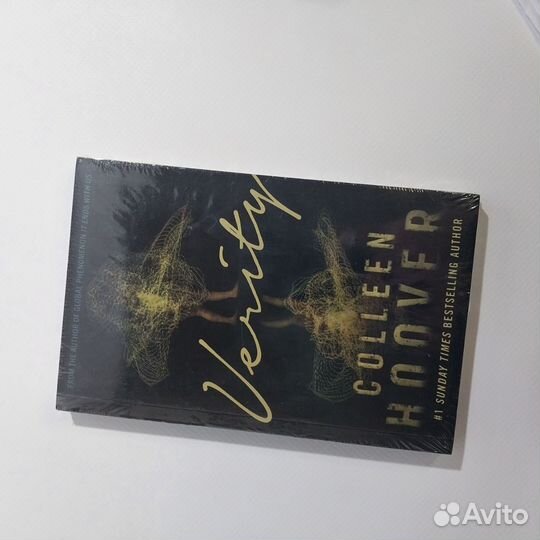 FROM THE AUTHOR OF GLOBAL PHENOMENON IT ENDS WITH US
Verity
COLLEEN
HOOVER
#1 SUNDAY TIMES BESTSELLING AUTHOR
Avito